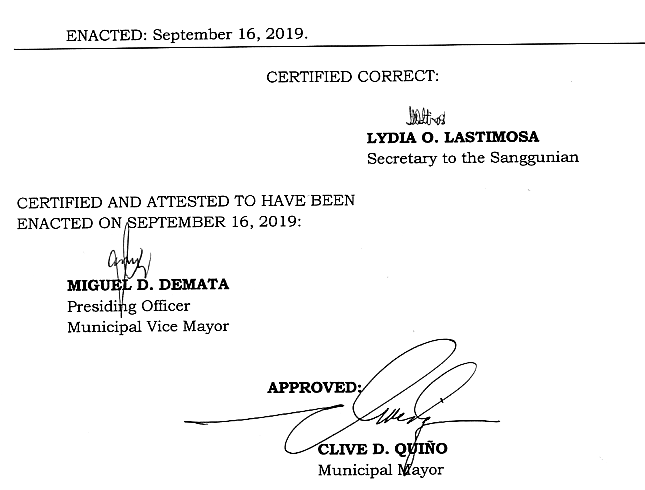 ENACTED: September 16, 2019.
CERTIFIED CORRECT:
LYDIA O. LASTIMOSA
Secretary to the Sanggunian
CERTIFIED AND ATTESTED TO HAVE BEEN
ENACTED ON SEPTEMBER 16, 2019:
MIGUEL D. DEMATA
Presiding Officer
Municipal Vice Mayor
APPROVED:
CLIVE D. QUIÑO
Municipal Mayor